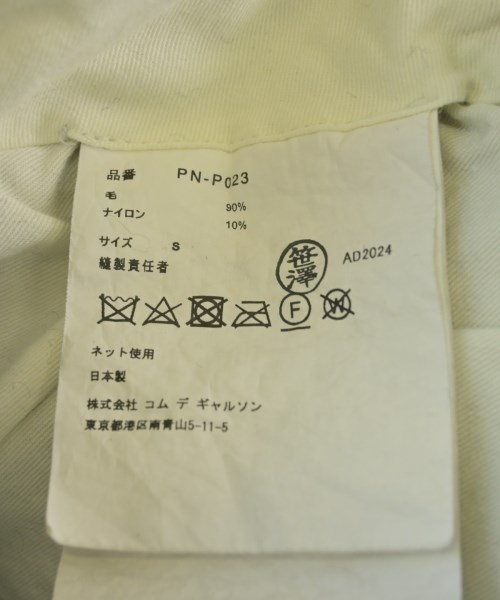 品番 PN-P023
毛 90%
ナイロン 10%
サイズ S
縫製責任者 笹澤 AD2024
F W
ネット使用
日本製
株式会社 コム デ ギャルソン
東京都港区南青山5-11-5